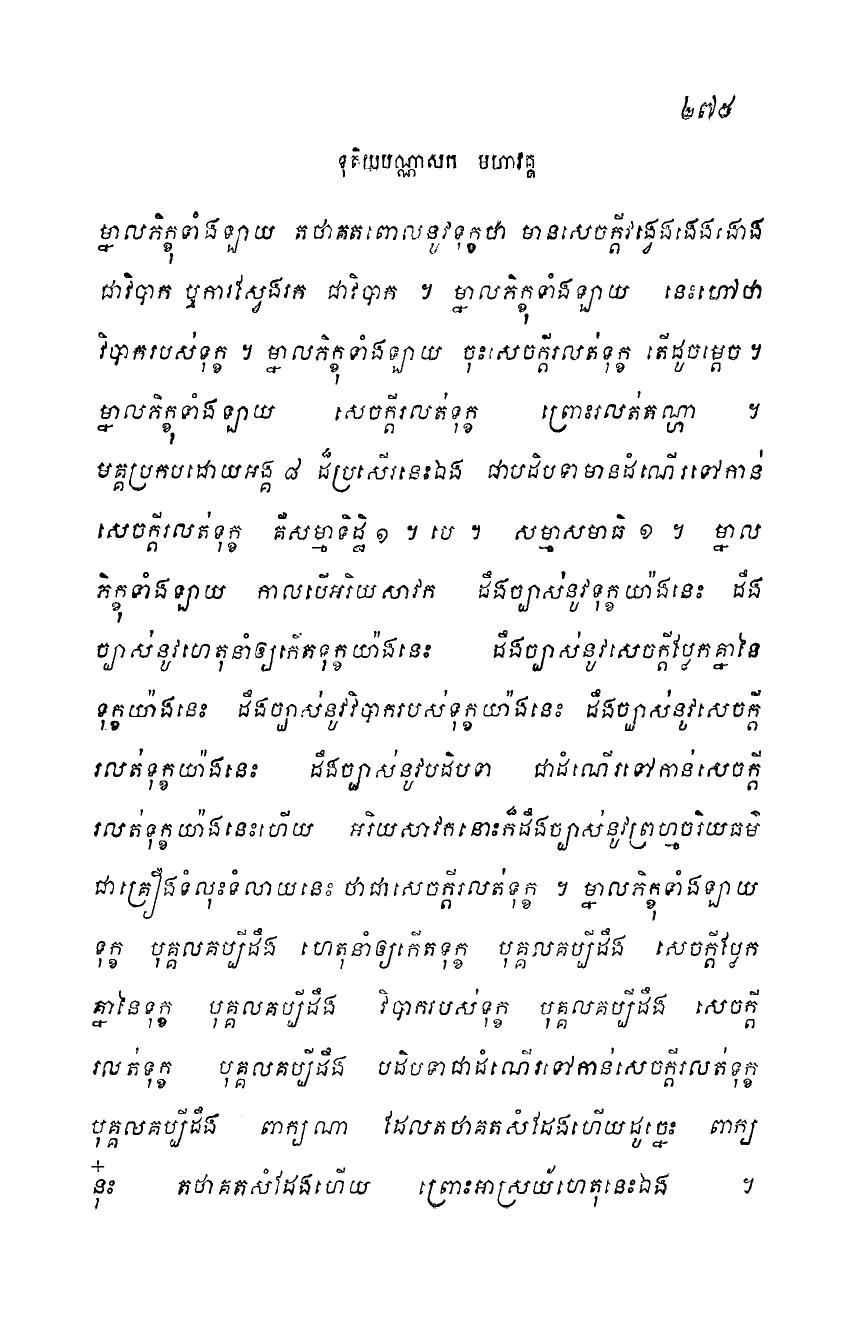 ២៧៥
ទុតិយបណ្ណាសក មហាវគ្គ
ម្នាលភិក្ខុទាំងឡាយ តថាគតពោលនូវទុក្ខថា មានសេចក្តីវង្វេងងេងងោង
ជាវិបាក ឬការស្វែងរក ជាវិបាក ។ ម្នាលភិក្ខុទាំងឡាយ នេះហៅថា
វិបាករបស់ទុក្ខ ។ ម្នាលភិក្ខុទាំងឡាយ ចុះសេចក្តីរលត់ទុក្ខ តើដូចម្តេច ។
ម្នាលភិក្ខុទាំងឡាយ សេចក្តីរលត់ទុក្ខ ព្រោះរលត់តណ្ហា ។
មគ្គប្រកបដោយអង្គ ៨ ដ៏ប្រសើរនេះឯង ជាបដិបទាមានដំណើរទៅកាន់
សេចក្តីរលត់ទុក្ខ គឺសម្មាទិដ្ឋិ ១ ។ បេ ។ សម្មាសមាធិ ១ ។ ម្នាល
ភិក្ខុទាំងឡាយ កាលបើអរិយសាវក ដឹងច្បាស់នូវទុក្ខយ៉ាងនេះ ដឹង
ច្បាស់នូវហេតុនាំឲ្យកើតទុក្ខយ៉ាងនេះ ដឹងច្បាស់នូវសេចក្តីប្លែកគ្នានៃ
ទុក្ខយ៉ាងនេះ ដឹងច្បាស់នូវវិបាករបស់ទុក្ខយ៉ាងនេះ ដឹងច្បាស់នូវសេចក្តី
រលត់ទុក្ខយ៉ាងនេះ ដឹងច្បាស់នូវបដិបទា ជាដំណើរទៅកាន់សេចក្តី
រលត់ទុក្ខយ៉ាងនេះហើយ អរិយសាវកនោះក៏ដឹងច្បាស់នូវព្រហ្មចរិយធម៌
ជាគ្រឿងទំលុះទំលាយនេះ ថាជាសេចក្តីរលត់ទុក្ខ ។ ម្នាលភិក្ខុទាំងឡាយ
ទុក្ខ បុគ្គលគប្បីដឹង ហេតុនាំឲ្យកើតទុក្ខ បុគ្គលគប្បីដឹង សេចក្តីប្លែក
គ្នានៃទុក្ខ បុគ្គលគប្បីដឹង វិបាករបស់ទុក្ខ បុគ្គលគប្បីដឹង សេចក្តី
រលត់ទុក្ខ បុគ្គលគប្បីដឹង បដិបទាជាដំណើរទៅកាន់សេចក្តីរលត់ទុក្ខ
បុគ្គលគប្បីដឹង ពាក្យណា ដែលតថាគតសំដែងហើយដូច្នេះ ពាក្យ
នុ៎ះ តថាគតសំដែងហើយ ព្រោះអាស្រ័យហេតុនេះឯង ។